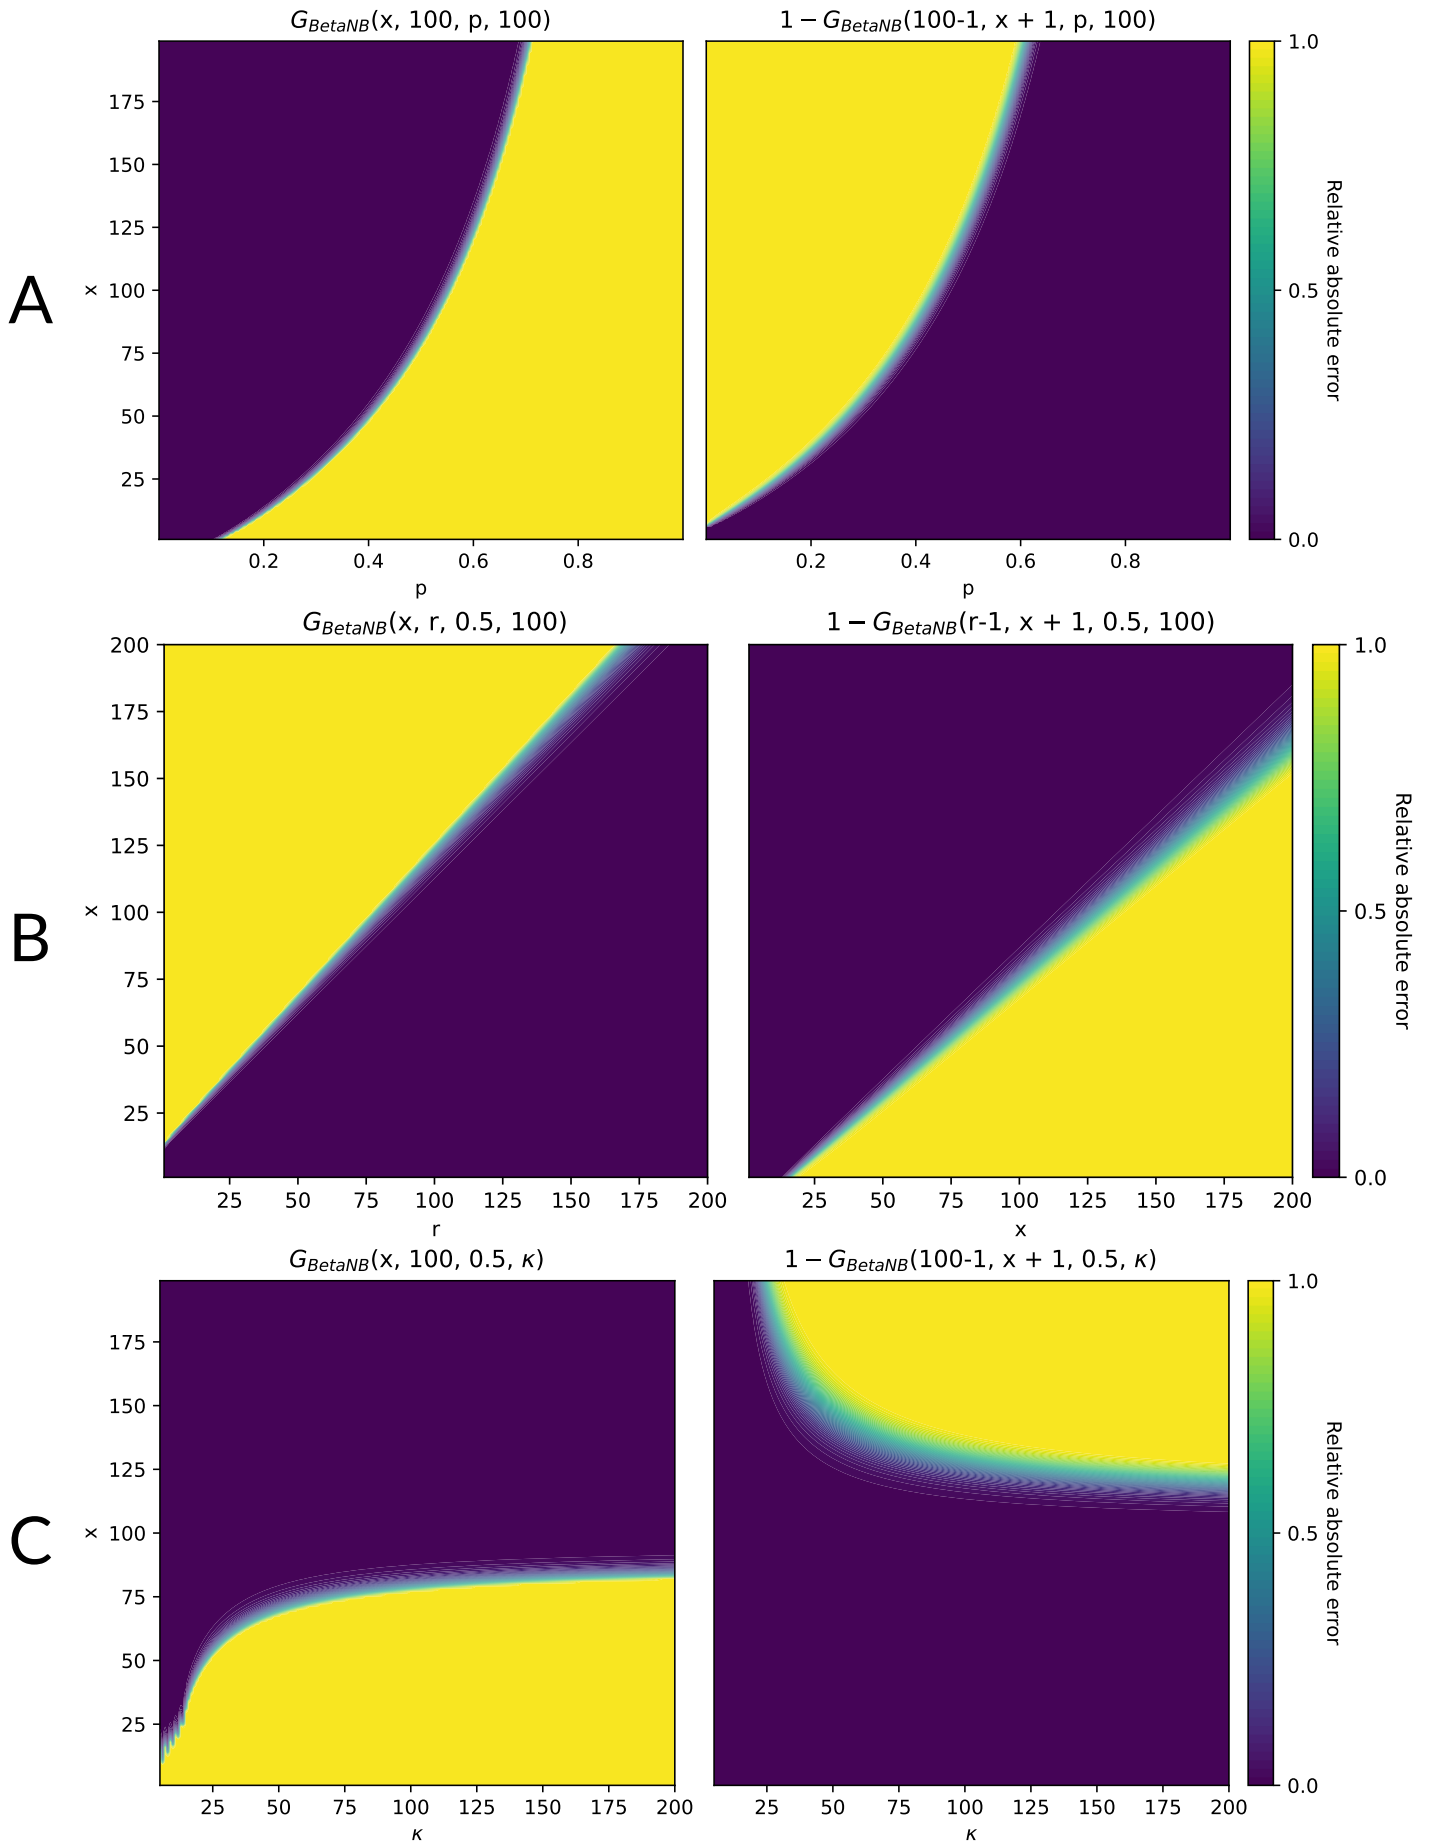 G_BetaNB(x, 100, p, 100)
1 − G_BetaNB(100-1, x + 1, p, 100)
A
x
175
150
125
100
75
50
25
0.2 0.4 0.6 0.8
p
0.2 0.4 0.6 0.8
p
1.0
0.5
0.0
Relative absolute error
G_BetaNB(x, r, 0.5, 100)
1 − G_BetaNB(r-1, x + 1, 0.5, 100)
B
x
200
175
150
125
100
75
50
25
25 50 75 100 125 150 175 200
r
25 50 75 100 125 150 175 200
x
1.0
0.5
0.0
Relative absolute error
G_BetaNB(x, 100, 0.5, κ)
1 − G_BetaNB(100-1, x + 1, 0.5, κ)
C
x
175
150
125
100
75
50
25
25 50 75 100 125 150 175 200
κ
25 50 75 100 125 150 175 200
κ
1.0
0.5
0.0
Relative absolute error